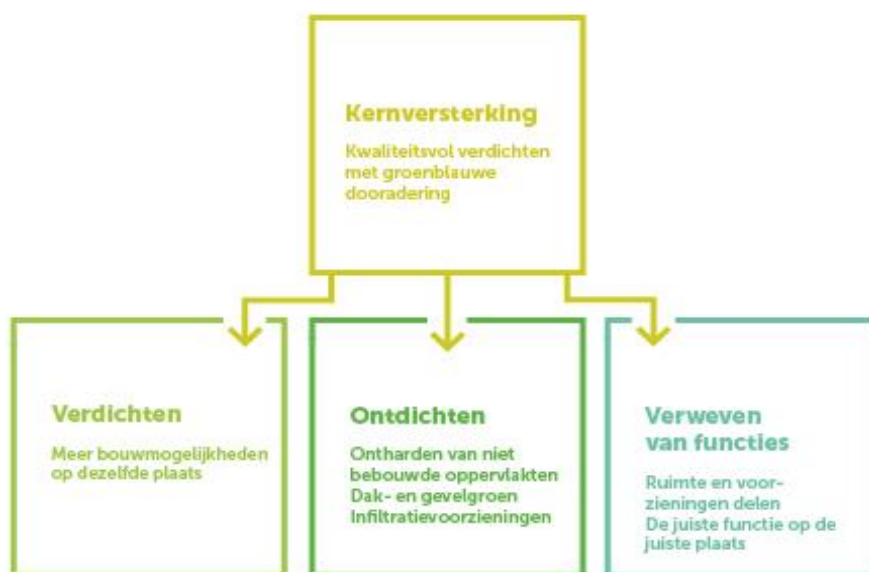 Kernversterking
Kwaliteitsvol verdichten
met groenblauwe
dooradering
Verdichten
Meer bouwmogelijkheden
op dezelfde plaats
Ontdichten
Ontharden van niet
bebouwde oppervlakten
Dak- en gevelgroen
Infiltratievoorzieningen
Verweven
van functies
Ruimte en voor-
zieningen delen
De juiste functie op de
juiste plaats